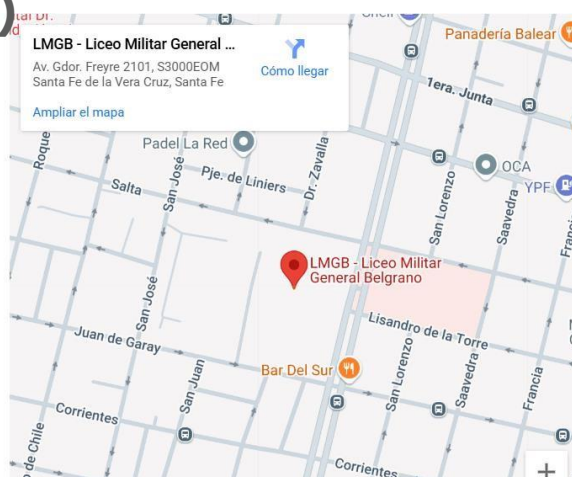 Shell
Panadería Balear
LMGB - Liceo Militar General ...
Av. Gdor. Freyre 2101, S3000EOM
Santa Fe de la Vera Cruz, Santa Fe
Cómo llegar
Ampliar el mapa
1era. Junta
Padel La Red
OCA
YPF
Roque
San José
Pje. de Liniers
Dr. Zavalla
San Lorenzo
Saavedra
Salta
LMGB - Liceo Militar
General Belgrano
San José
Lisandro de la Torre
Juan de Garay
Bar Del Sur
San Juan
San Lorenzo
Saavedra
Francia
Corrientes
de Chile
Corrientes
+